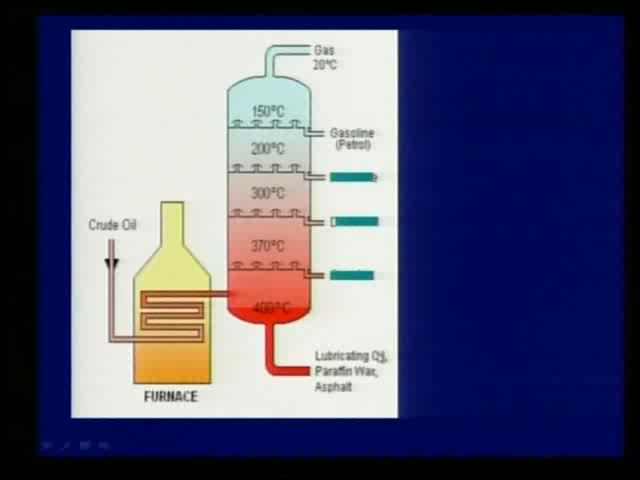 Gas
20°C
150°C
Gasoline
(Petrol)
200°C
300°C
Crude Oil
370°C
400°C
Lubricating Oil,
Paraffin Wax,
Asphalt
FURNACE